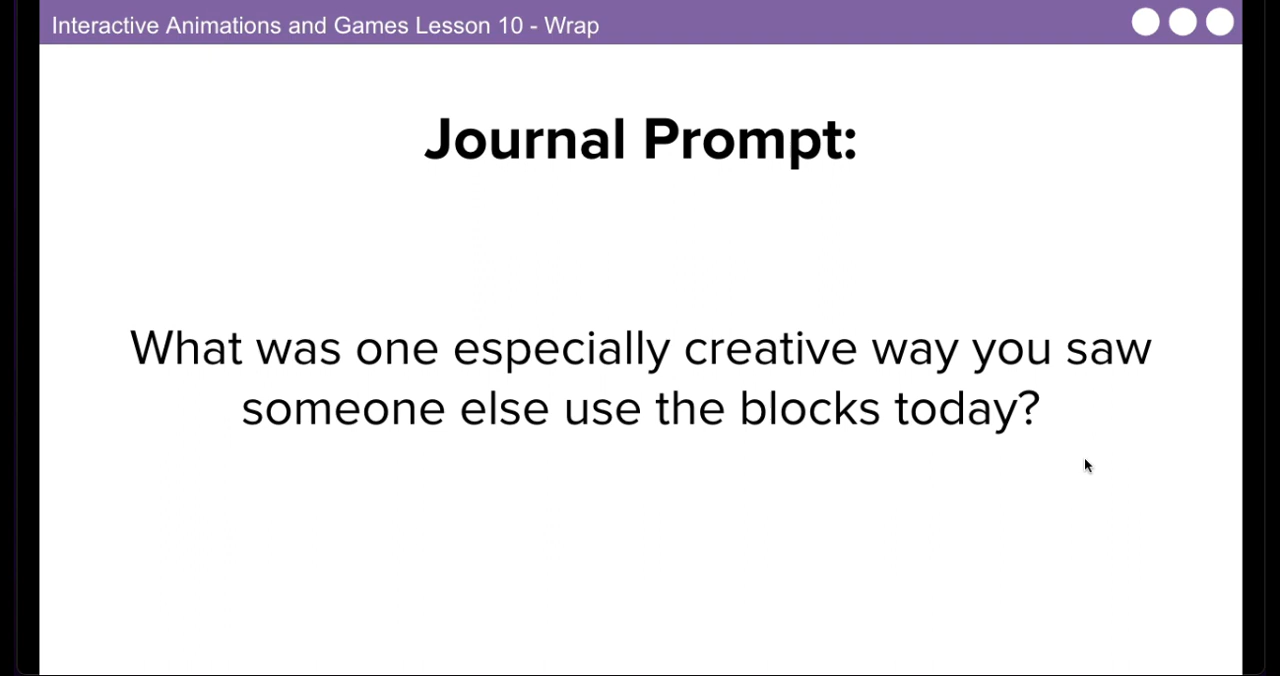 Interactive Animations and Games Lesson 10 - Wrap
Journal Prompt:
What was one especially creative way you saw
someone else use the blocks today?